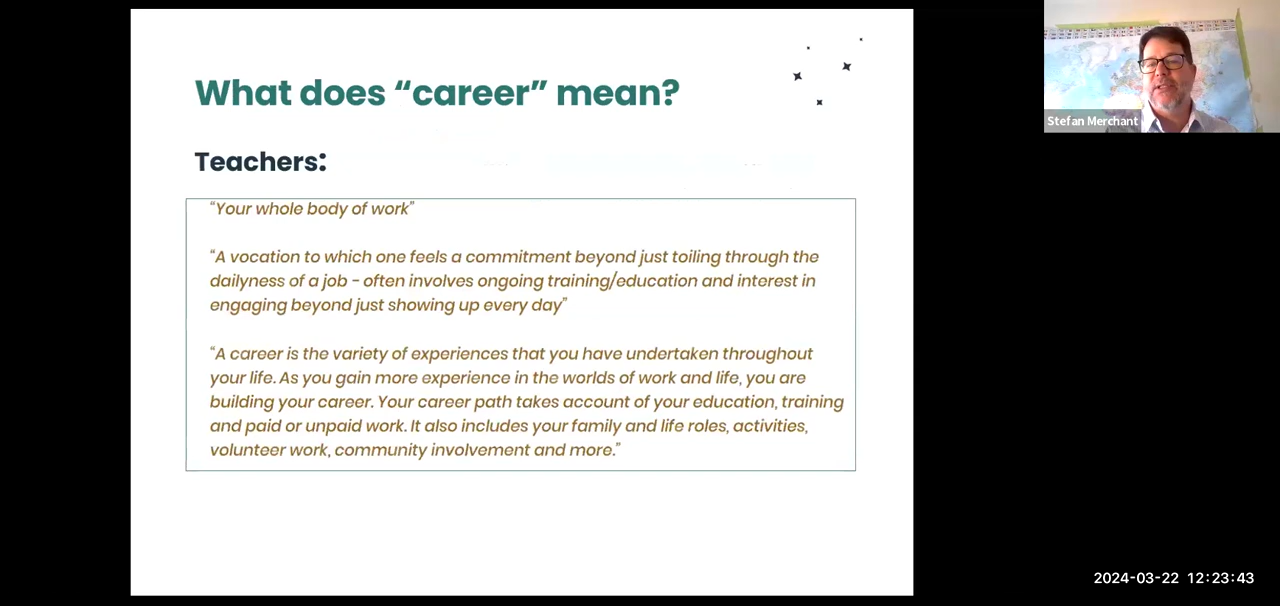 What does “career” mean?
Teachers:
“Your whole body of work”
“A vocation to which one feels a commitment beyond just toiling through the
dailyness of a job - often involves ongoing training/education and interest in
engaging beyond just showing up every day”
“A career is the variety of experiences that you have undertaken throughout
your life. As you gain more experience in the worlds of work and life, you are
building your career. Your career path takes account of your education, training
and paid or unpaid work. It also includes your family and life roles, activities,
volunteer work, community involvement and more.”
Stefan Merchant
2024-03-22 12:23:43